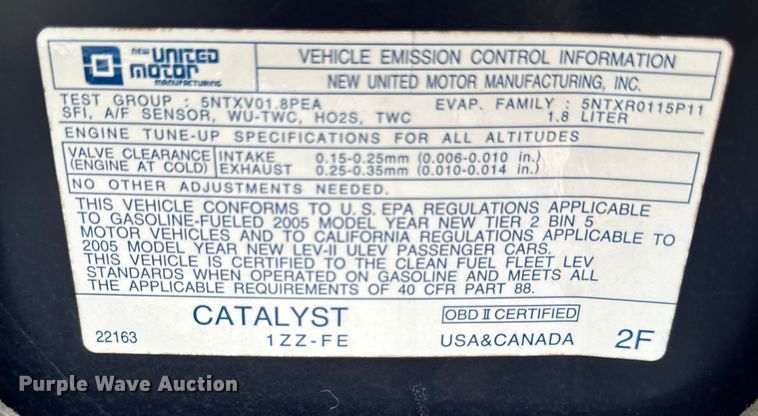 NEW UNITED
MOTOR
MANUFACTURING
VEHICLE EMISSION CONTROL INFORMATION
NEW UNITED MOTOR MANUFACTURING, INC.
TEST GROUP : 5NTXV01.8PEA EVAP. FAMILY : 5NTXR0115P11
SFI, A/F SENSOR, WU-TWC, HO2S, TWC 1.8 LITER
ENGINE TUNE-UP SPECIFICATIONS FOR ALL ALTITUDES
VALVE CLEARANCE INTAKE 0.15-0.25mm (0.006-0.010 in.)
(ENGINE AT COLD) EXHAUST 0.25-0.35mm (0.010-0.014 in.)
NO OTHER ADJUSTMENTS NEEDED.
THIS VEHICLE CONFORMS TO U.S.EPA REGULATIONS APPLICABLE
TO GASOLINE-FUELED 2005 MODEL YEAR NEW TIER 2 BIN 5
MOTOR VEHICLES AND TO CALIFORNIA REGULATIONS APPLICABLE TO
2005 MODEL YEAR NEW LEV-II ULEV PASSENGER CARS.
THIS VEHICLE IS CERTIFIED TO THE CLEAN FUEL FLEET LEV
STANDARDS WHEN OPERATED ON GASOLINE AND MEETS ALL
THE APPLICABLE REQUIREMENTS OF 40 CFR PART 88.
CATALYST OBD II CERTIFIED
22163 1ZZ-FE USA&CANADA 2F
Purple Wave Auction